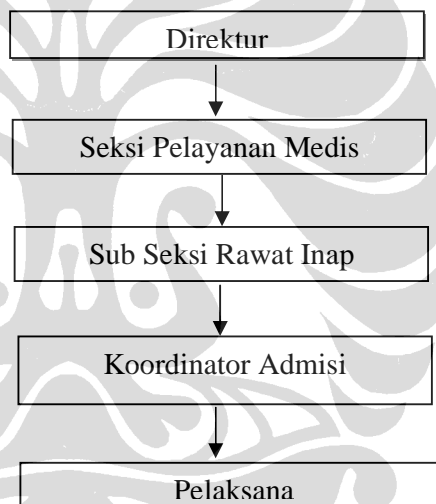 Direktur
Seksi Pelayanan Medis
Sub Seksi Rawat Inap
Koordinator Admisi
Pelaksana